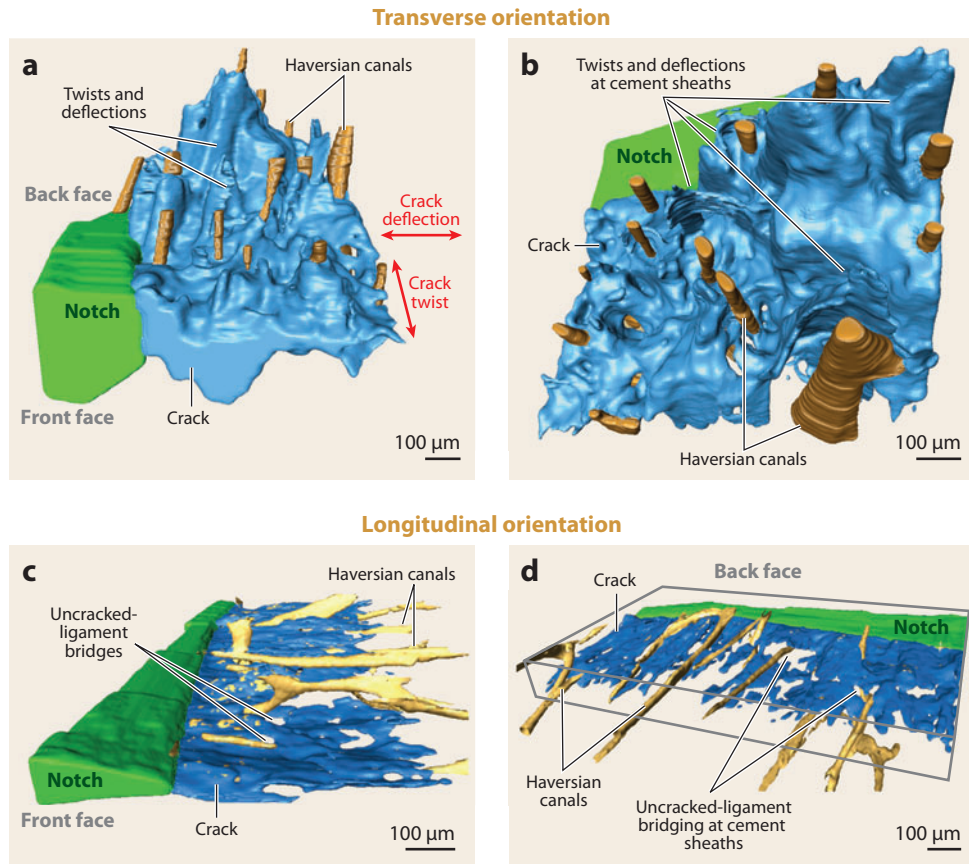 Transverse orientation
a
Haversian canals
Twists and
deflections
Back face
Notch
Front face
Crack
Crack
deflection
Crack
twist
100 μm
b
Twists and deflections
at cement sheaths
Notch
Crack
Haversian canals
100 μm
Longitudinal orientation
c
Haversian canals
Uncracked-
ligament
bridges
Notch
Front face
Crack
100 μm
d
Crack
Back face
Notch
Haversian
canals
Uncracked-ligament
bridging at cement
sheaths
100 μm